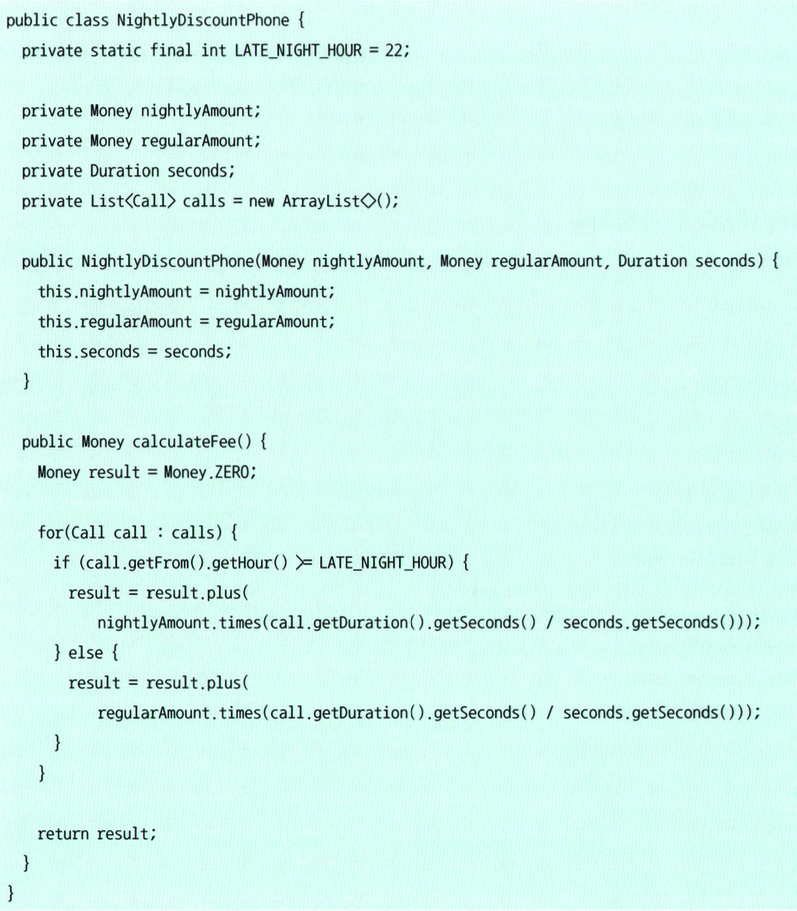 public class NightlyDiscountPhone {
private static final int LATE_NIGHT_HOUR = 22;
private Money nightlyAmount;
private Money regularAmount;
private Duration seconds;
private List<Call> calls = new ArrayList<>();
public NightlyDiscountPhone(Money nightlyAmount, Money regularAmount, Duration seconds) {
this.nightlyAmount = nightlyAmount;
this.regularAmount = regularAmount;
this.seconds = seconds;
}
public Money calculateFee() {
Money result = Money.ZERO;
for(Call call : calls) {
if (call.getFrom().getHour() >= LATE_NIGHT_HOUR) {
result = result.plus(
nightlyAmount.times(call.getDuration().getSeconds() / seconds.getSeconds()));
} else {
result = result.plus(
regularAmount.times(call.getDuration().getSeconds() / seconds.getSeconds()));
}
}
return result;
}
}